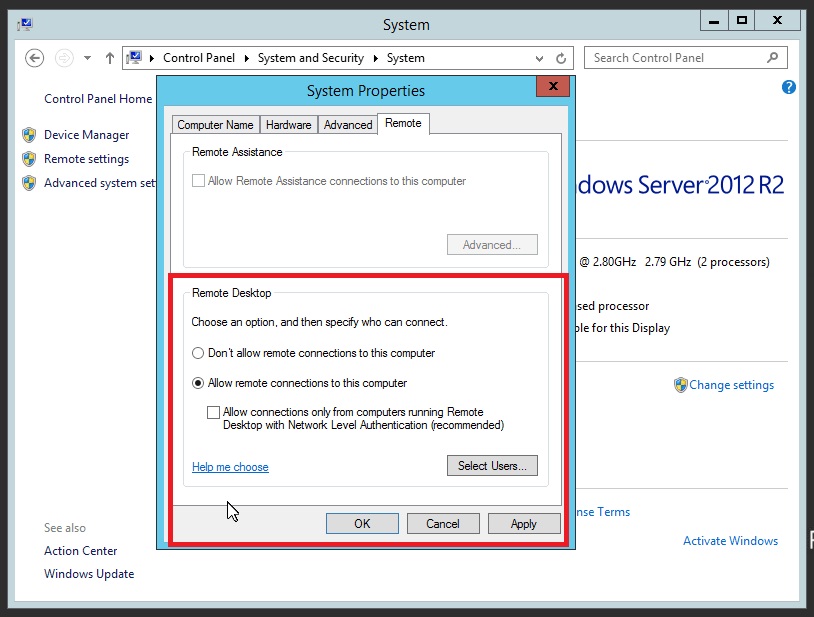 System
Control Panel System and Security System
Search Control Panel
Control Panel Home
Device Manager
Remote settings
Advanced system set
See also
Action Center
Windows Update
System Properties
Computer Name Hardware Advanced Remote
Remote Assistance
Allow Remote Assistance connections to this computer
Advanced...
Remote Desktop
Choose an option, and then specify who can connect.
Don't allow remote connections to this computer
Allow remote connections to this computer
Allow connections only from computers running Remote
Desktop with Network Level Authentication (recommended)
Help me choose
Select Users...
OK Cancel Apply
dows Server 2012 R2
@ 2.80GHz 2.79 GHz (2 processors)
sed processor
ble for this Display
Change settings
nse Terms
Activate Windows